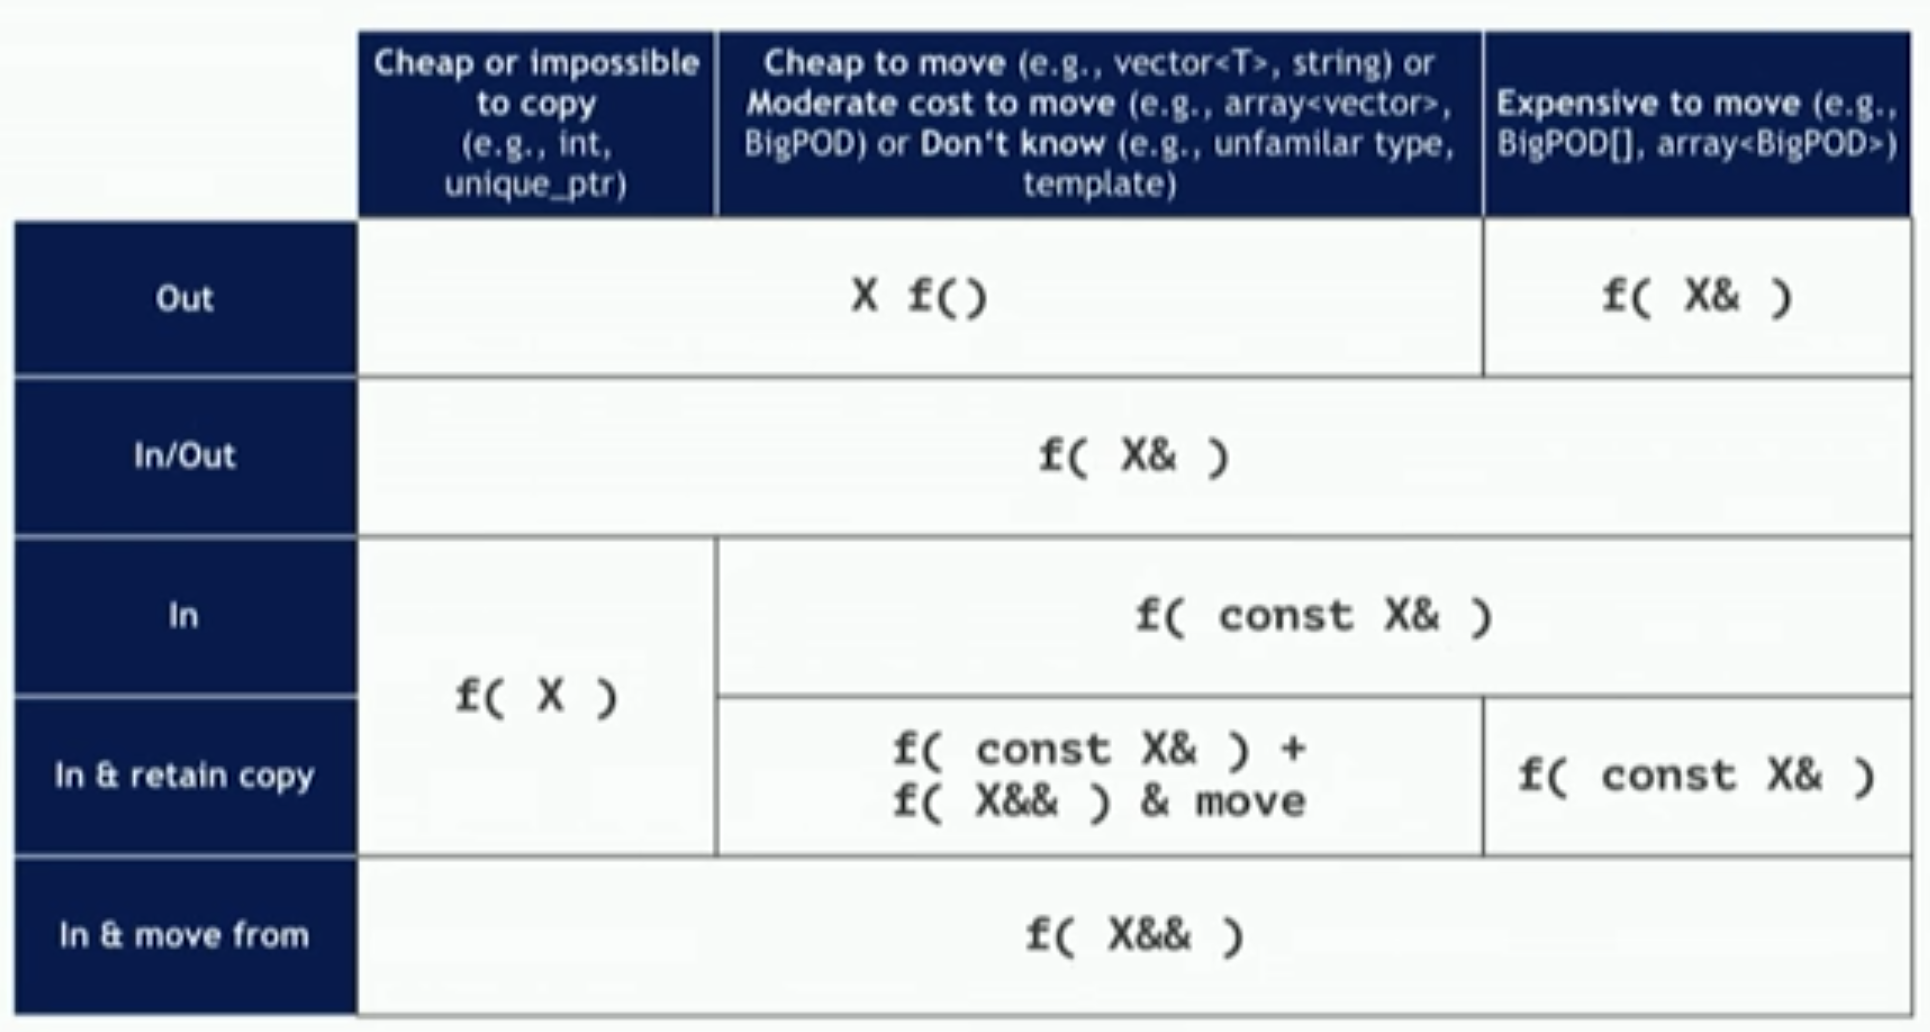 Cheap or impossible
to copy
(e.g., int,
unique_ptr)
Cheap to move (e.g., vector<T>, string) or
Moderate cost to move (e.g., array<vector>,
BigPOD) or Don't know (e.g., unfamilar type,
template)
Expensive to move (e.g.,
BigPOD[], array<BigPOD>)
Out
X f()
f( X& )
In/Out
f( X& )
In
f( X )
f( const X& )
In & retain copy
f( const X& ) +
f( X&& ) & move
f( const X& )
In & move from
f( X&& )